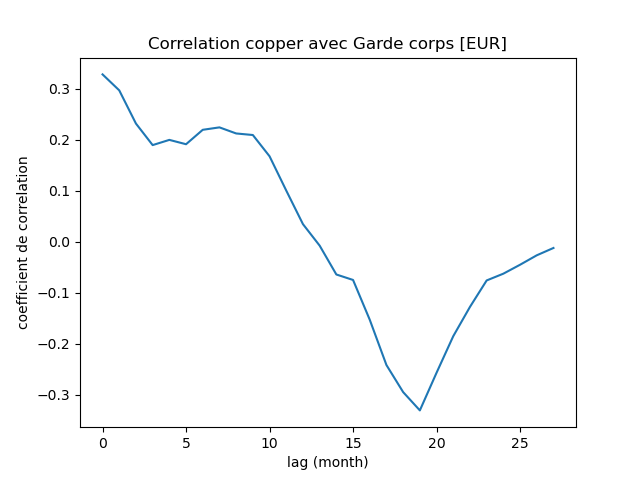 Correlation copper avec Garde corps [EUR]
coefficient de correlation
0.3
0.2
0.1
0.0
−0.1
−0.2
−0.3
0 5 10 15 20 25
lag (month)